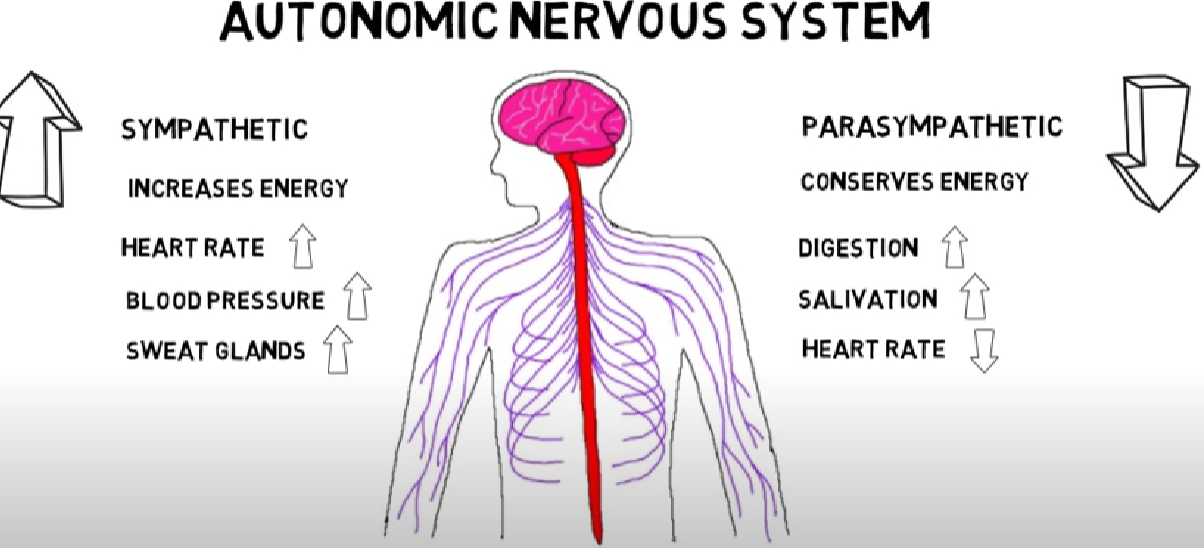 AUTONOMIC NERVOUS SYSTEM
SYMPATHETIC
INCREASES ENERGY
HEART RATE
BLOOD PRESSURE
SWEAT GLANDS
PARASYMPATHETIC
CONSERVES ENERGY
DIGESTION
SALIVATION
HEART RATE